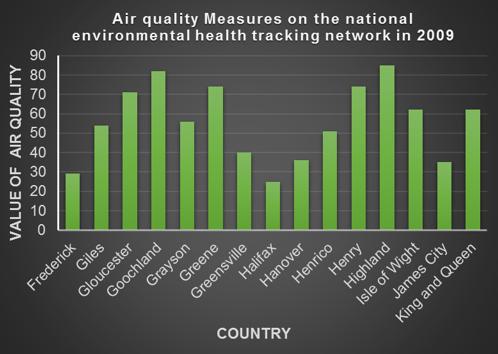 Air quality Measures on the national
environmental health tracking network in 2009
VALUE OF AIR QUALITY
90
80
70
60
50
40
30
20
10
0
Frederick
Giles
Gloucester
Goochland
Grayson
Greene
Greensville
Halifax
Hanover
Henrico
Henry
Highland
Isle of Wight
James City
King and Queen
COUNTRY